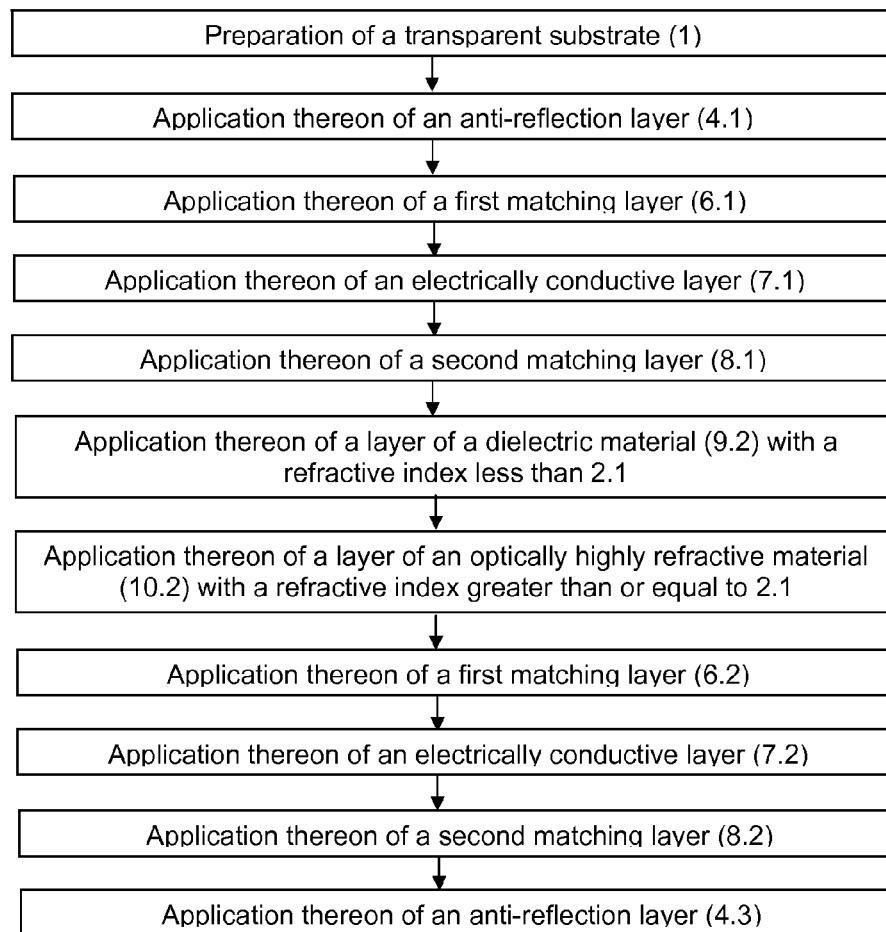 Preparation of a transparent substrate (1)
Application thereon of an anti-reflection layer (4.1)
Application thereon of a first matching layer (6.1)
Application thereon of an electrically conductive layer (7.1)
Application thereon of a second matching layer (8.1)
Application thereon of a layer of a dielectric material (9.2) with a
refractive index less than 2.1
Application thereon of a layer of an optically highly refractive material
(10.2) with a refractive index greater than or equal to 2.1
Application thereon of a first matching layer (6.2)
Application thereon of an electrically conductive layer (7.2)
Application thereon of a second matching layer (8.2)
Application thereon of an anti-reflection layer (4.3)